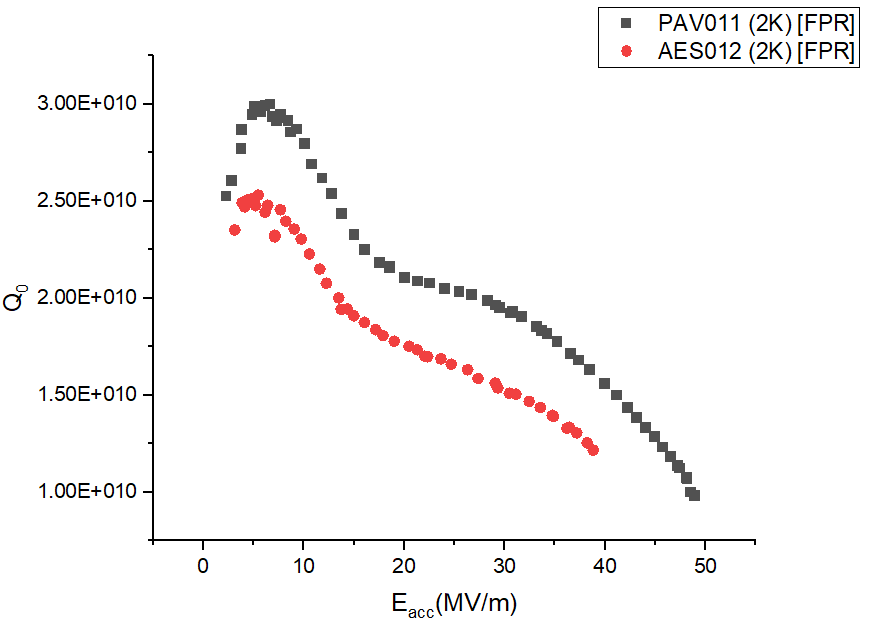 PAV011 (2K) [FPR]
AES012 (2K) [FPR]
3.00E+010
2.50E+010
2.00E+010
1.50E+010
1.00E+010
Q0
0 10 20 30 40 50
Eacc(MV/m)